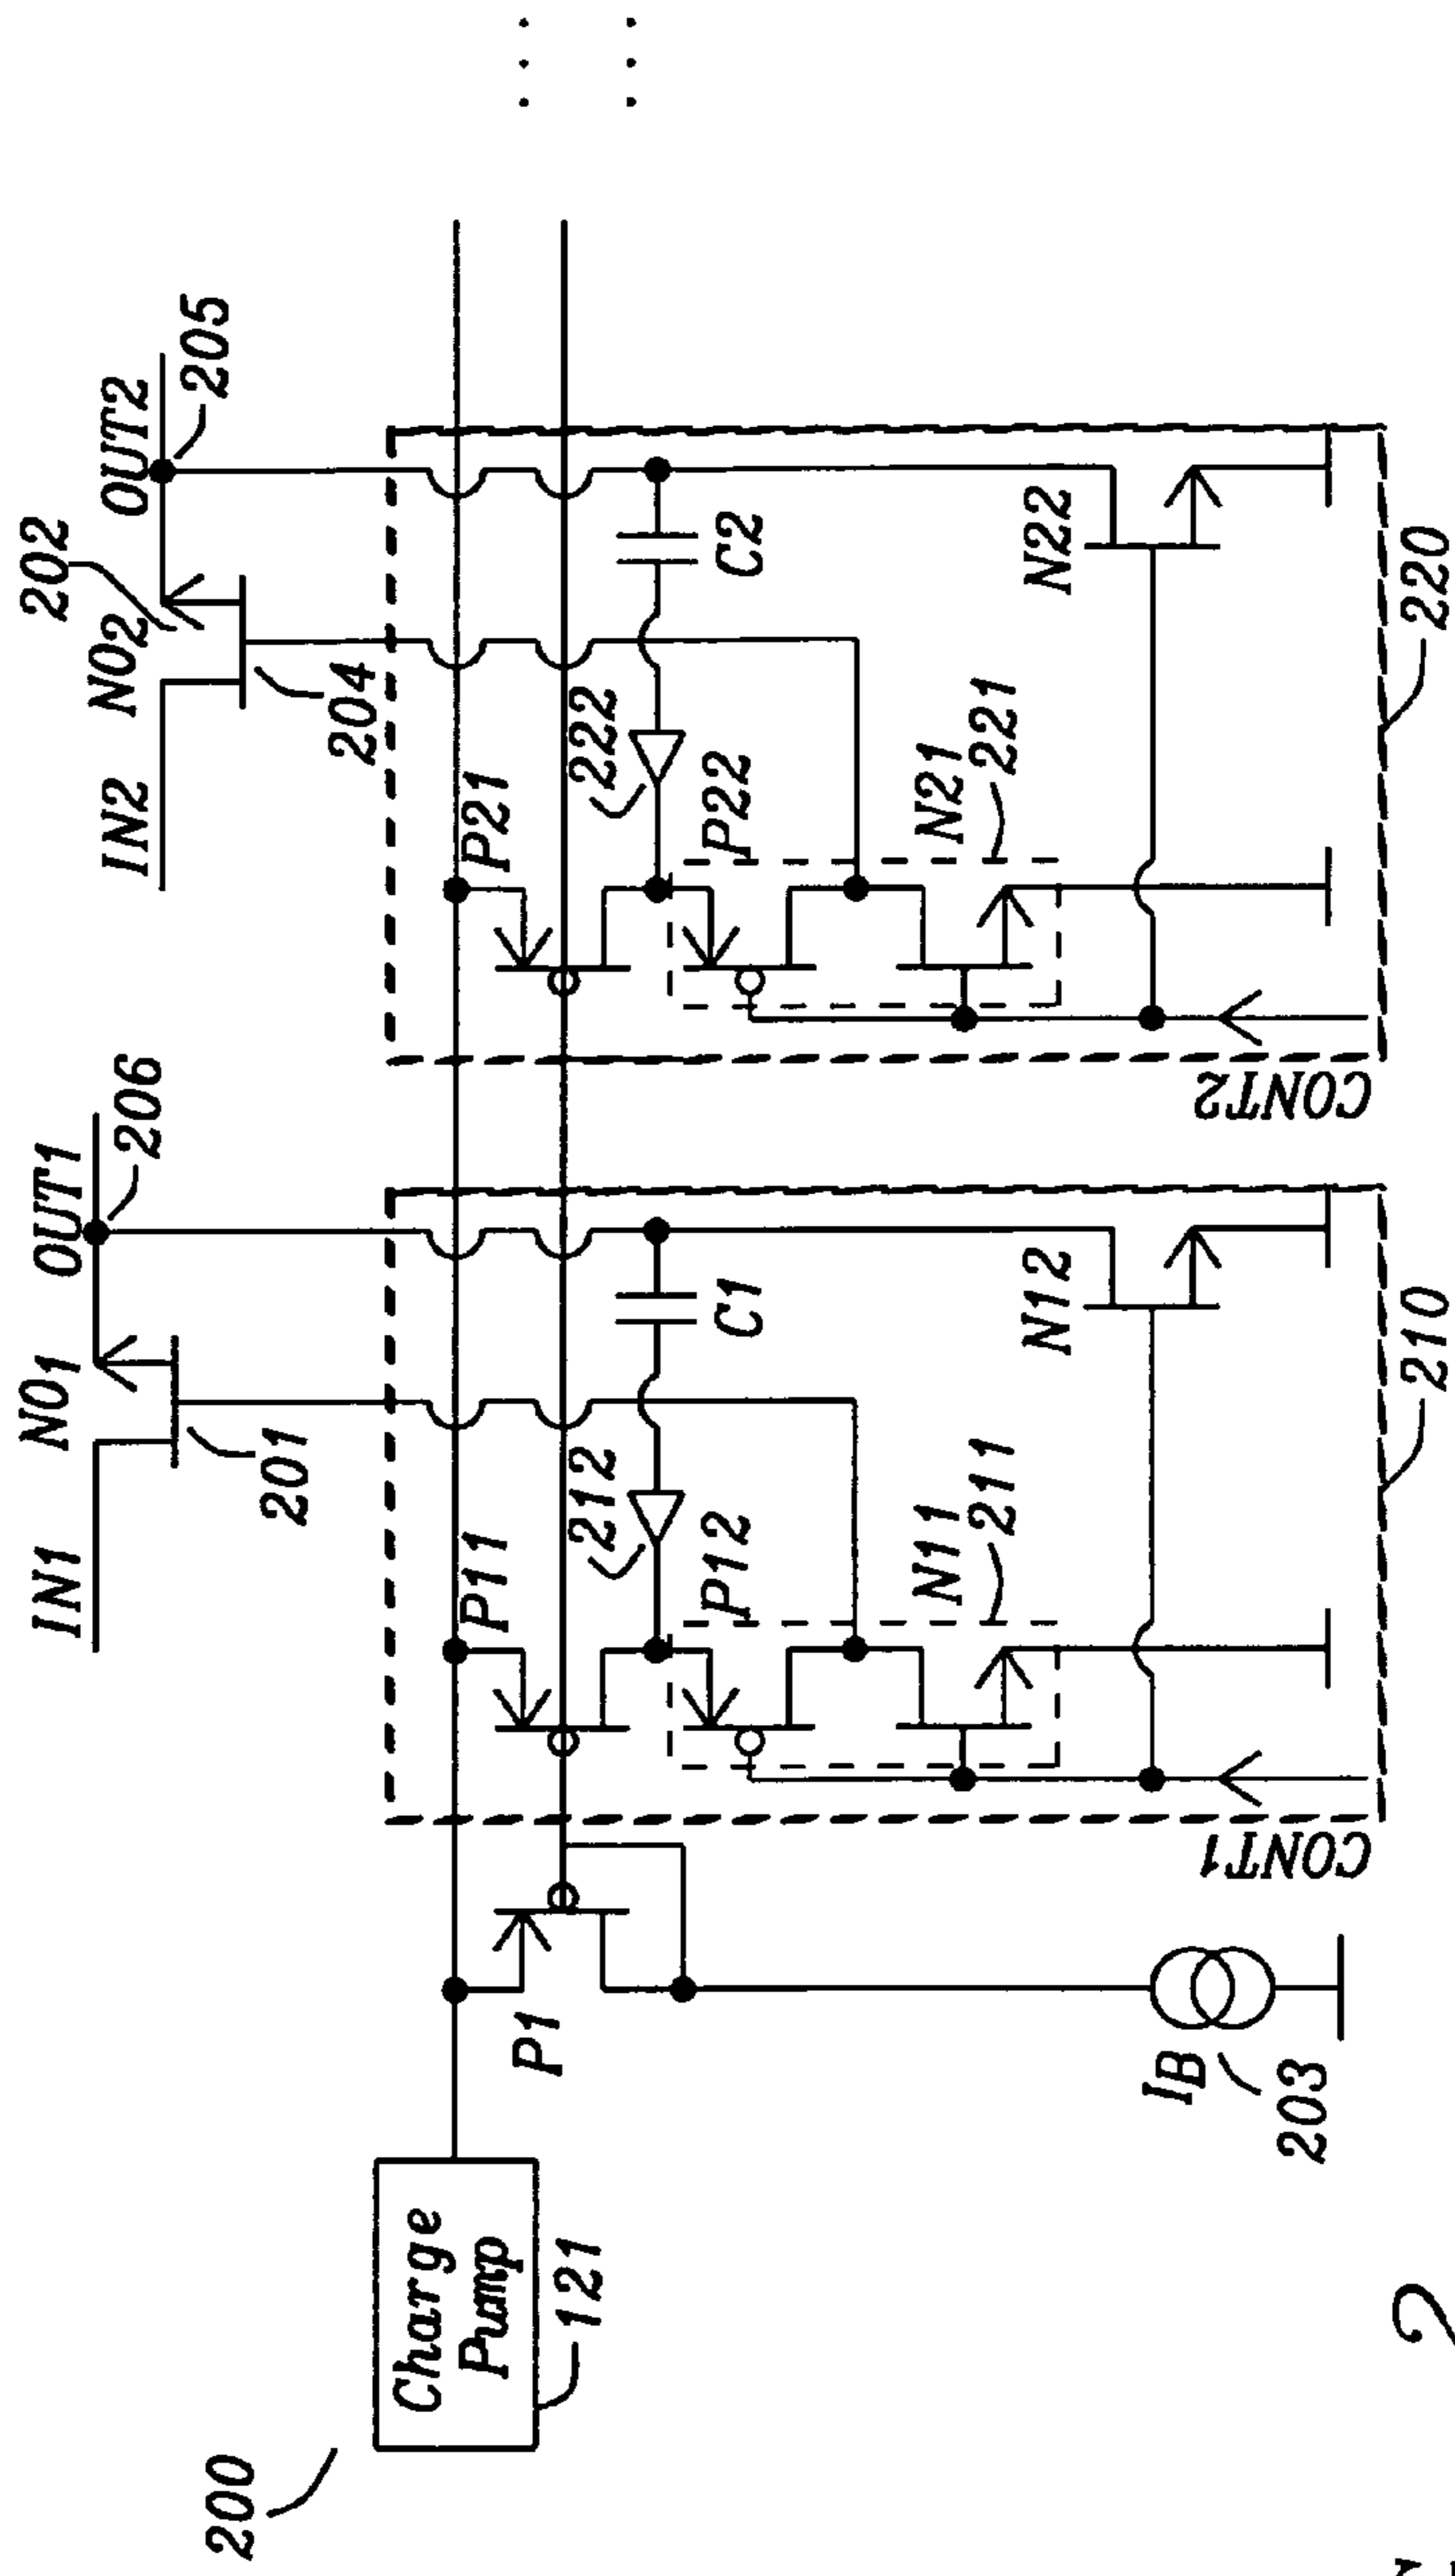 200
Charge
Pump
121
P1
IB
203
IN1
NO1
OUT1
206
201
P11
212
C1
P12
N11
211
N12
CONT1
210
IN2
NO2
202
OUT2
205
204
P21
222
C2
P22
N21
221
N22
CONT2
220
2